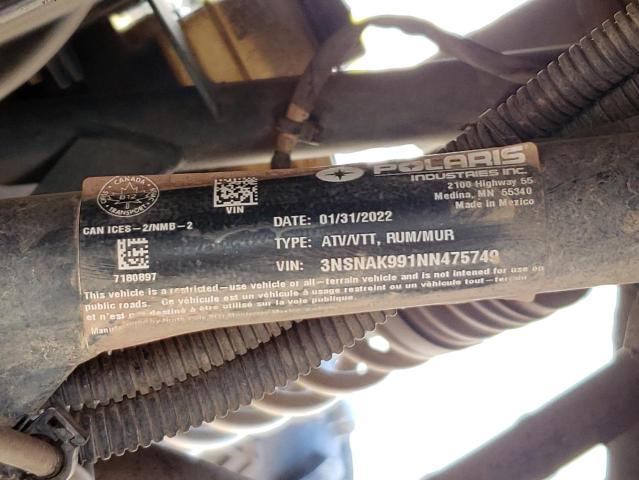 POLARIS
INDUSTRIES INC.
2100 Highway 55
Medina, MN 55340
Made in Mexico
CANADA
812
TRANSPORT
VIN
CAN ICES-2/NMB-2
7180897
DATE: 01/31/2022
TYPE: ATV/VTT, RUM/MUR
VIN: 3NSNAK991NN475749
This vehicle is a restricted-use vehicle or all-terrain vehicle and is not intended for use on
public roads. Ce véhicule est un véhicule à usage restreint ou un véhicule tout-terrain
et n'est pas destiné à être utilisé sur la voie publique.